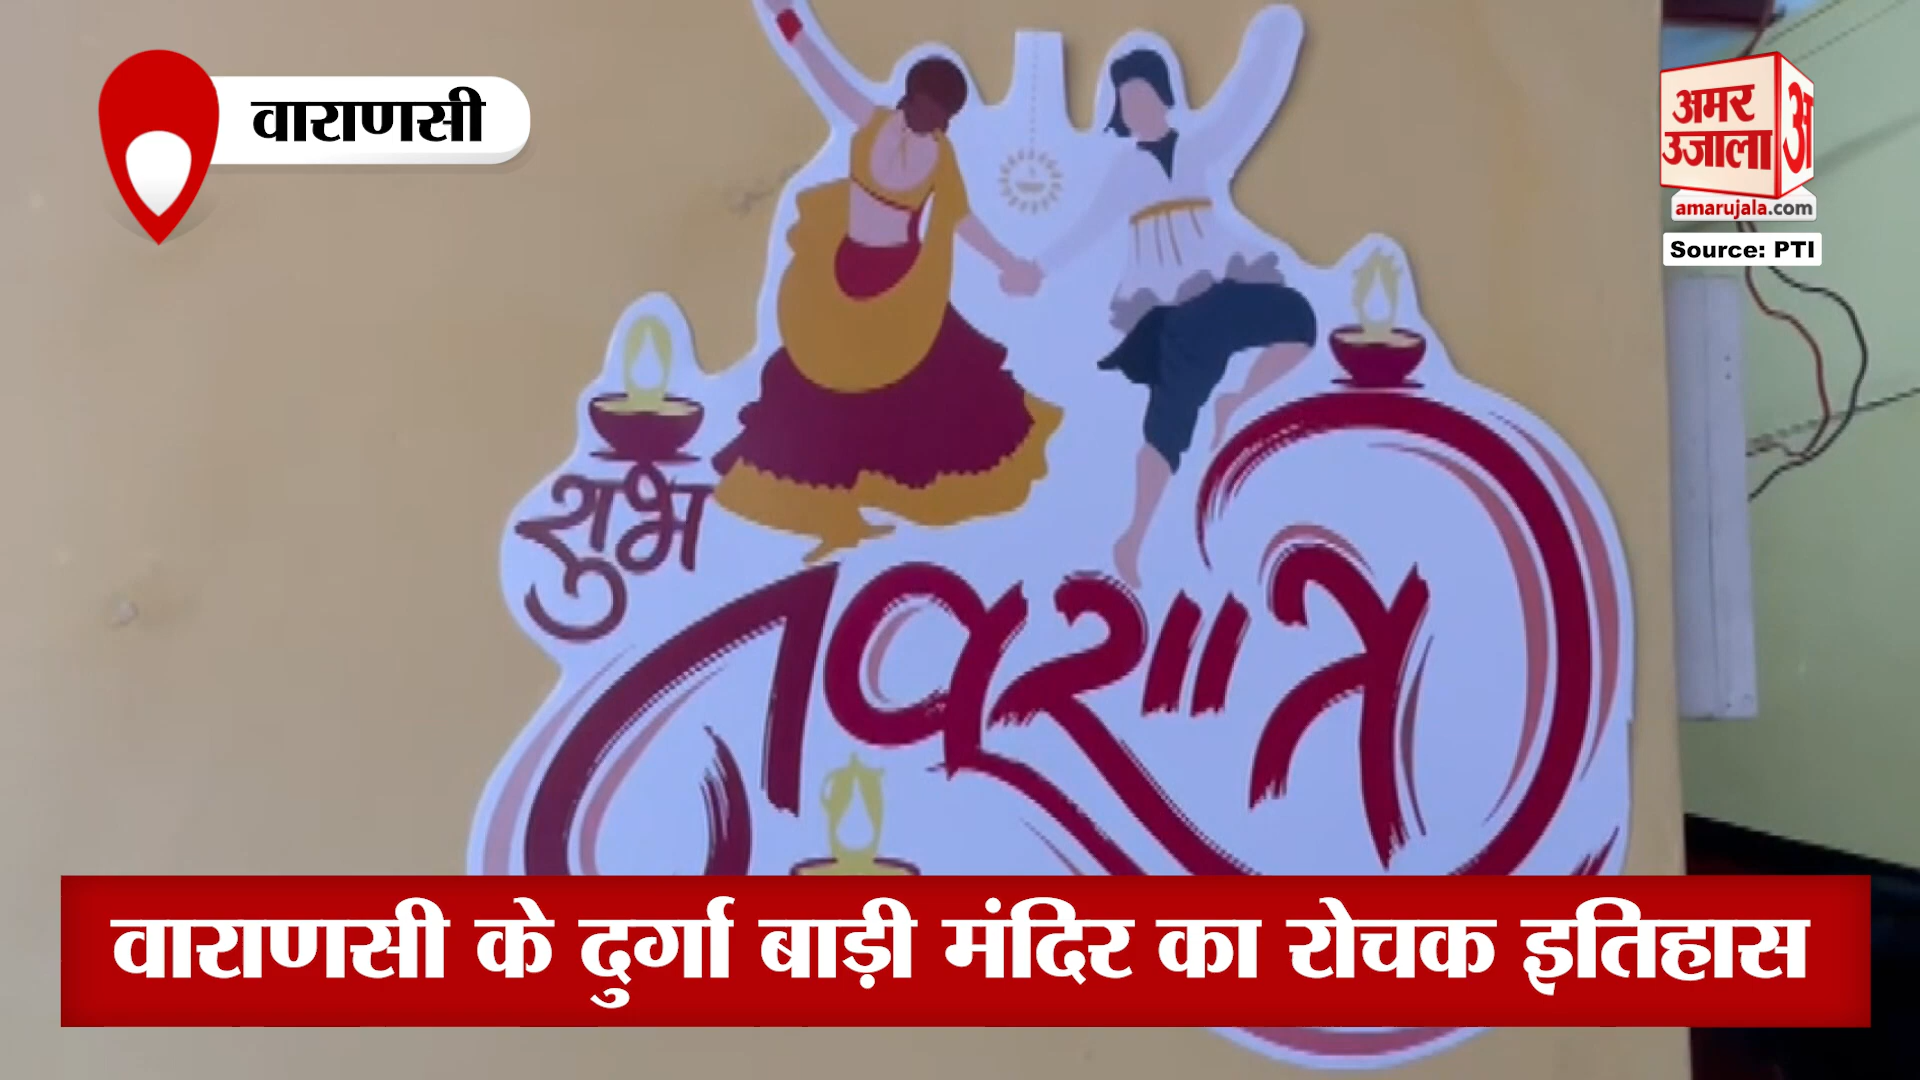 वाराणसी
अमर
उजाला
अ
amarujala.com
Source: PTI
शुभ
नवरात्रि
वाराणसी के दुर्गा बाड़ी मंदिर का रोचक इतिहास